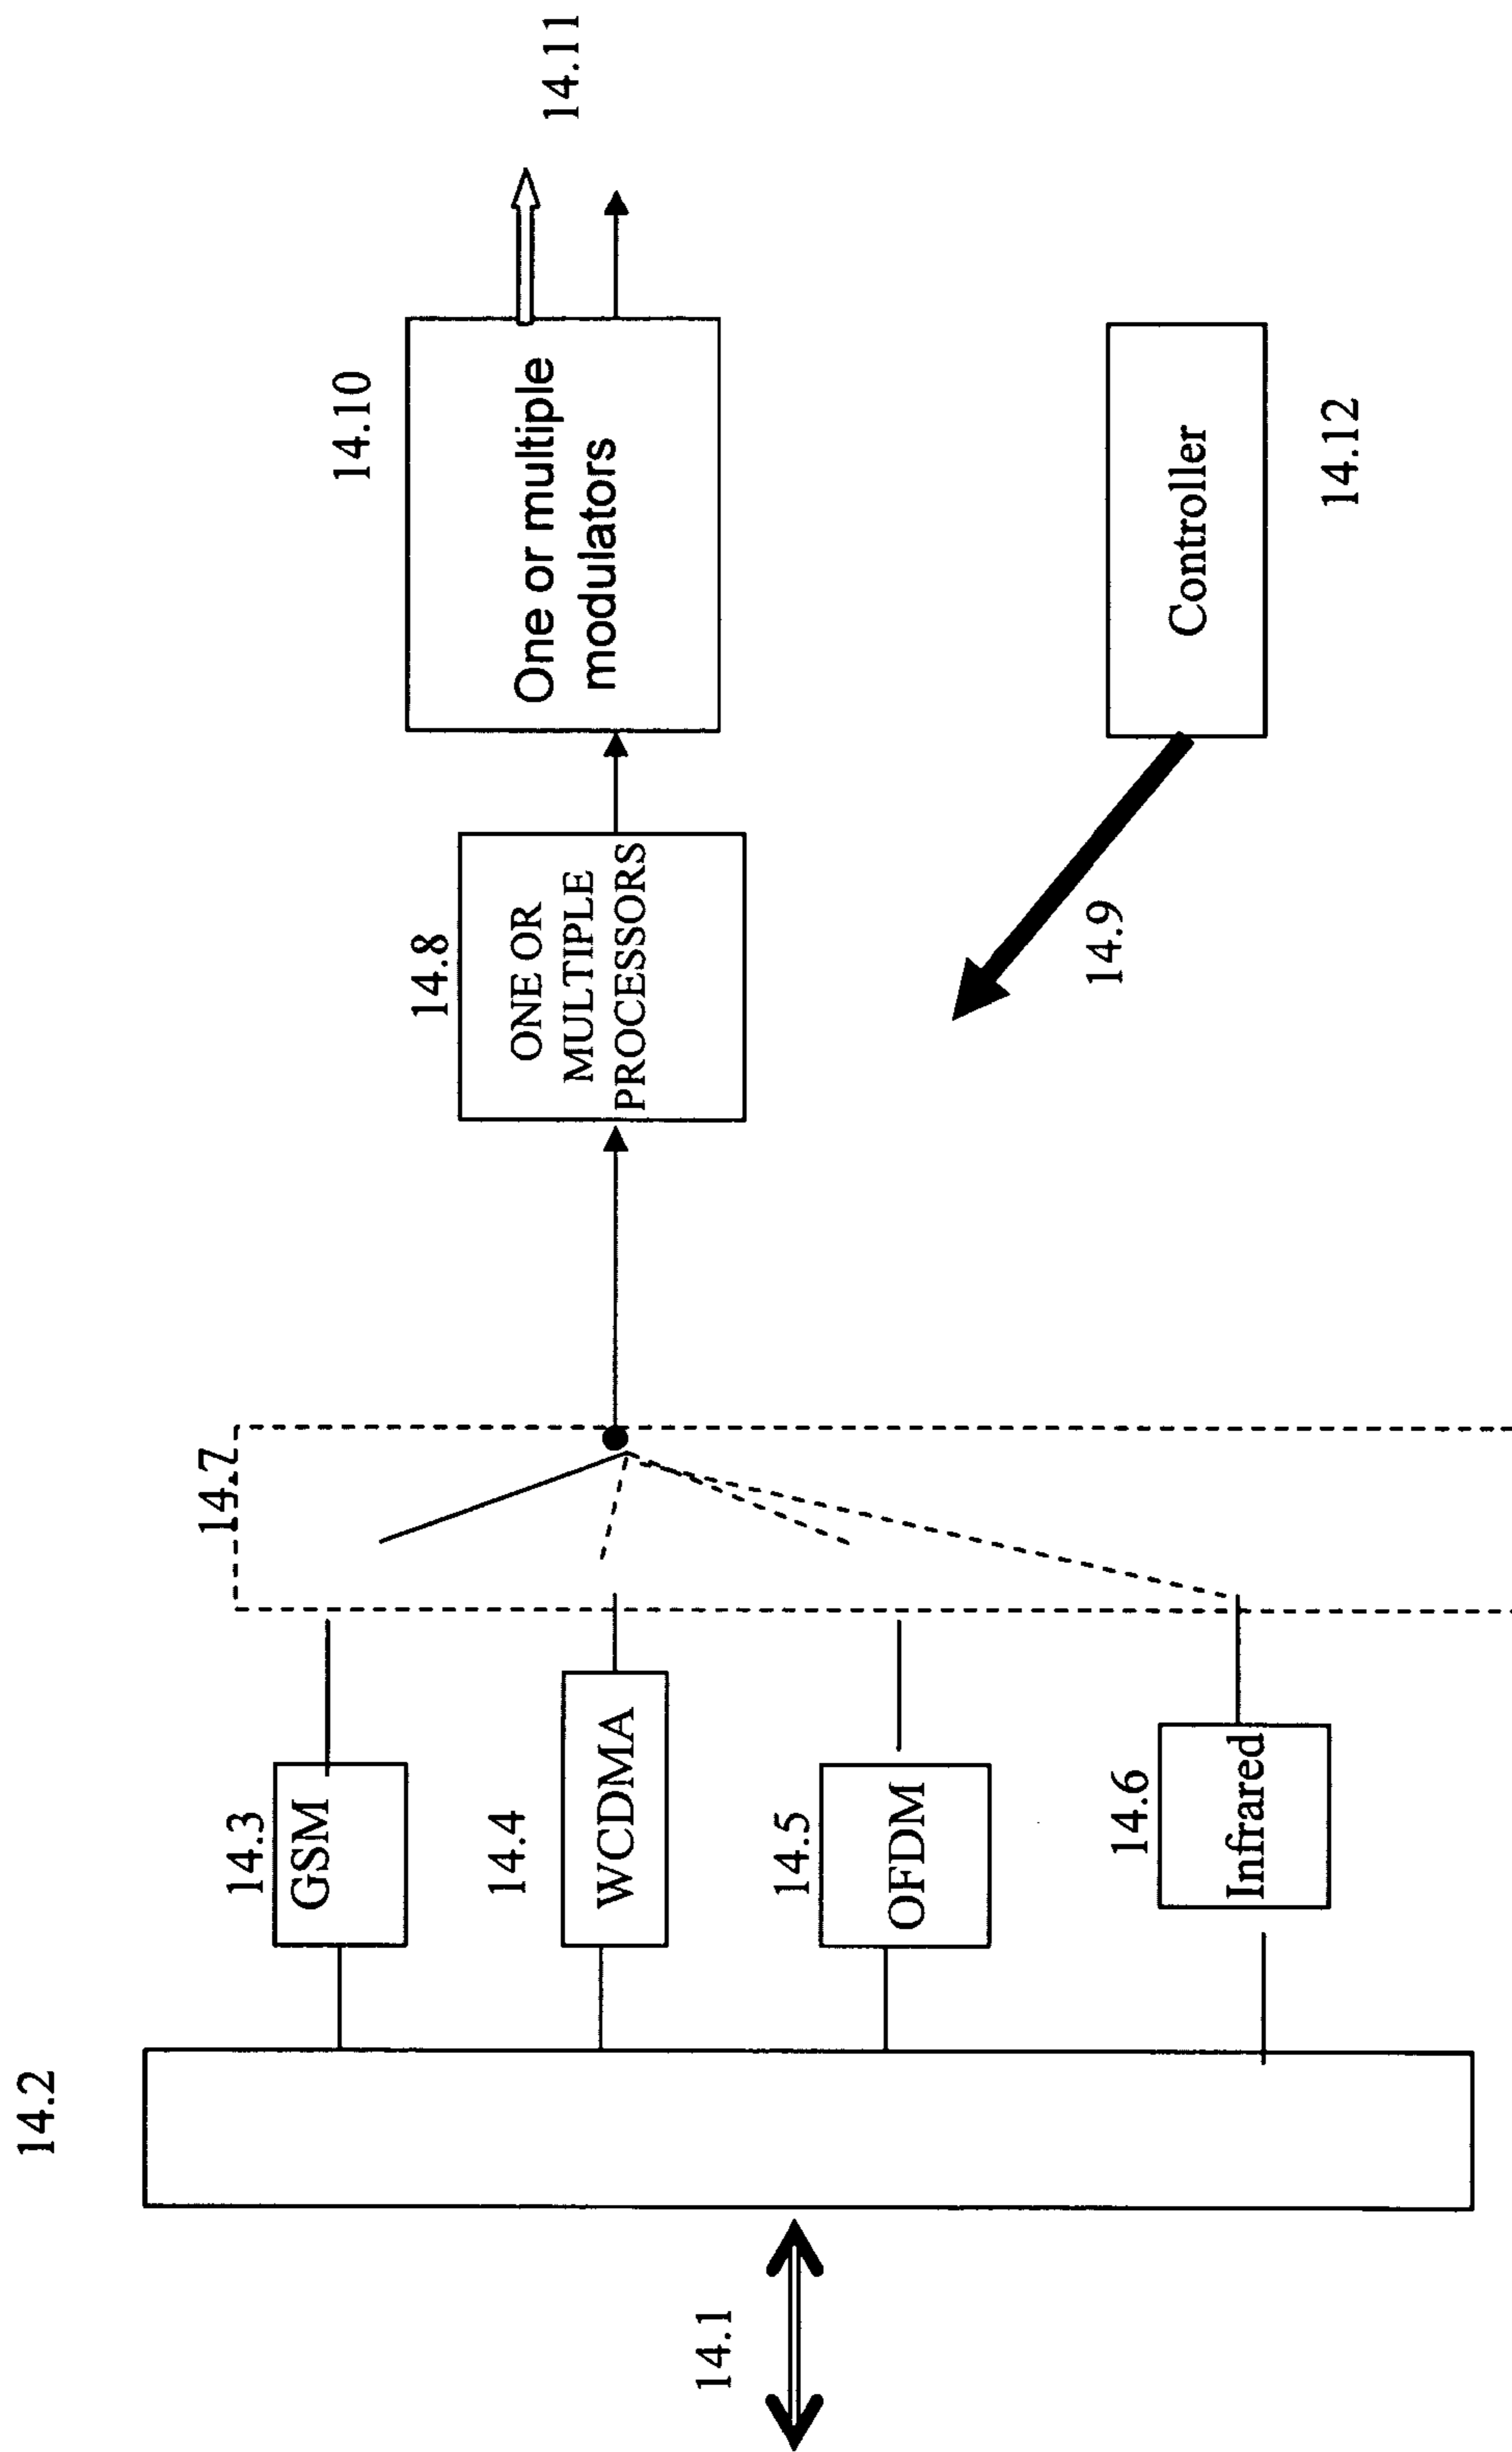 14.1
14.2
14.3
GSM
14.4
WCDMA
14.5
OFDM
14.6
Infrared
14.7
14.8
ONE OR
MULTIPLE
PROCESSORS
14.9
14.10
One or multiple
modulators
14.11
Controller
14.12